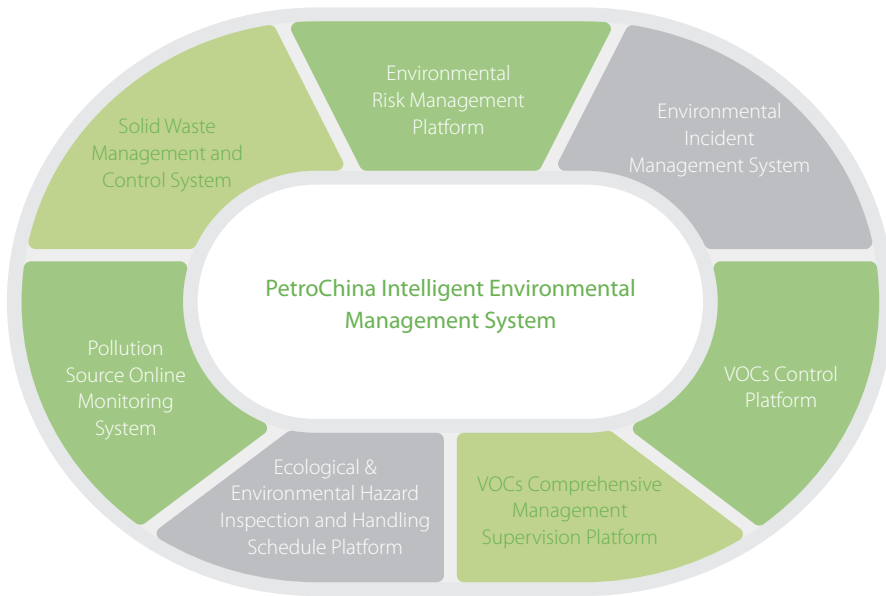 Environmental
Risk Management
Platform
Environmental
Incident
Management System
Solid Waste
Management and
Control System
PetroChina Intelligent Environmental
Management System
VOCs Control
Platform
Pollution
Source Online
Monitoring
System
Ecological &
Environmental Hazard
Inspection and Handling
Schedule Platform
VOCs Comprehensive
Management
Supervision Platform